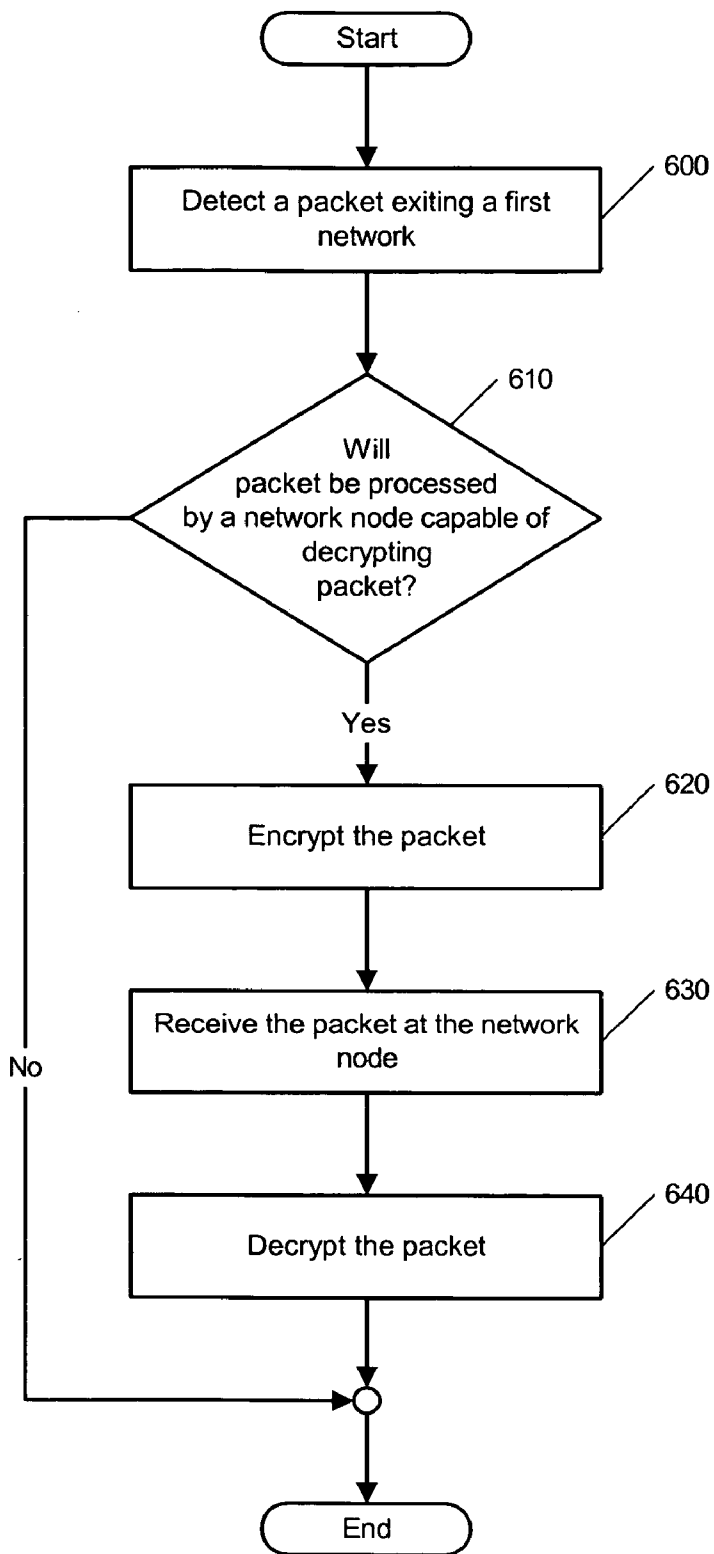 Start
600
Detect a packet exiting a first
network
610
Will
packet be processed
by a network node capable of
decrypting
packet?
Yes
620
Encrypt the packet
630
Receive the packet at the network
node
No
640
Decrypt the packet
End